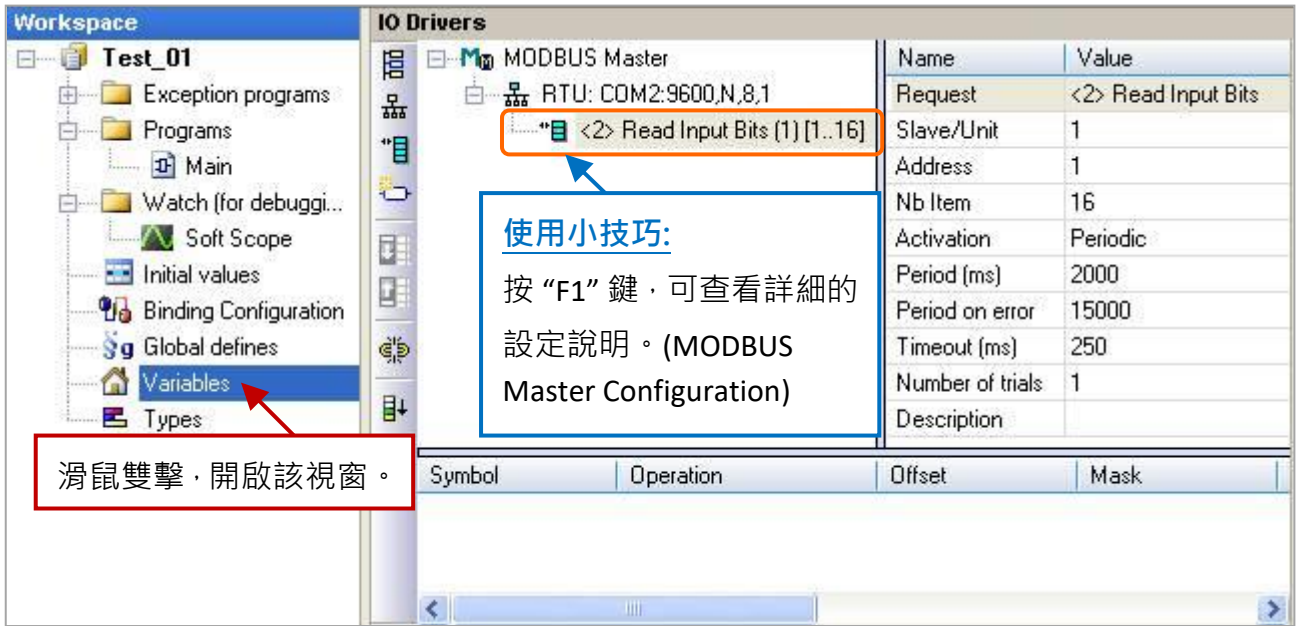 Workspace
Test_01
Exception programs
Programs
Main
Watch (for debuggi...
Soft Scope
Initial values
Binding Configuration
Global defines
Variables
Types
滑鼠雙擊，開啟該視窗。
IO Drivers
MODBUS Master
RTU: COM2:9600,N,8,1
<2> Read Input Bits (1) [1..16]
使用小技巧:
按 “F1” 鍵，可查看詳細的
設定說明。(MODBUS
Master Configuration)
Name Value
Request <2> Read Input Bits
Slave/Unit 1
Address 1
Nb Item 16
Activation Periodic
Period (ms) 2000
Period on error 15000
Timeout (ms) 250
Number of trials 1
Description
Symbol Operation Offset Mask